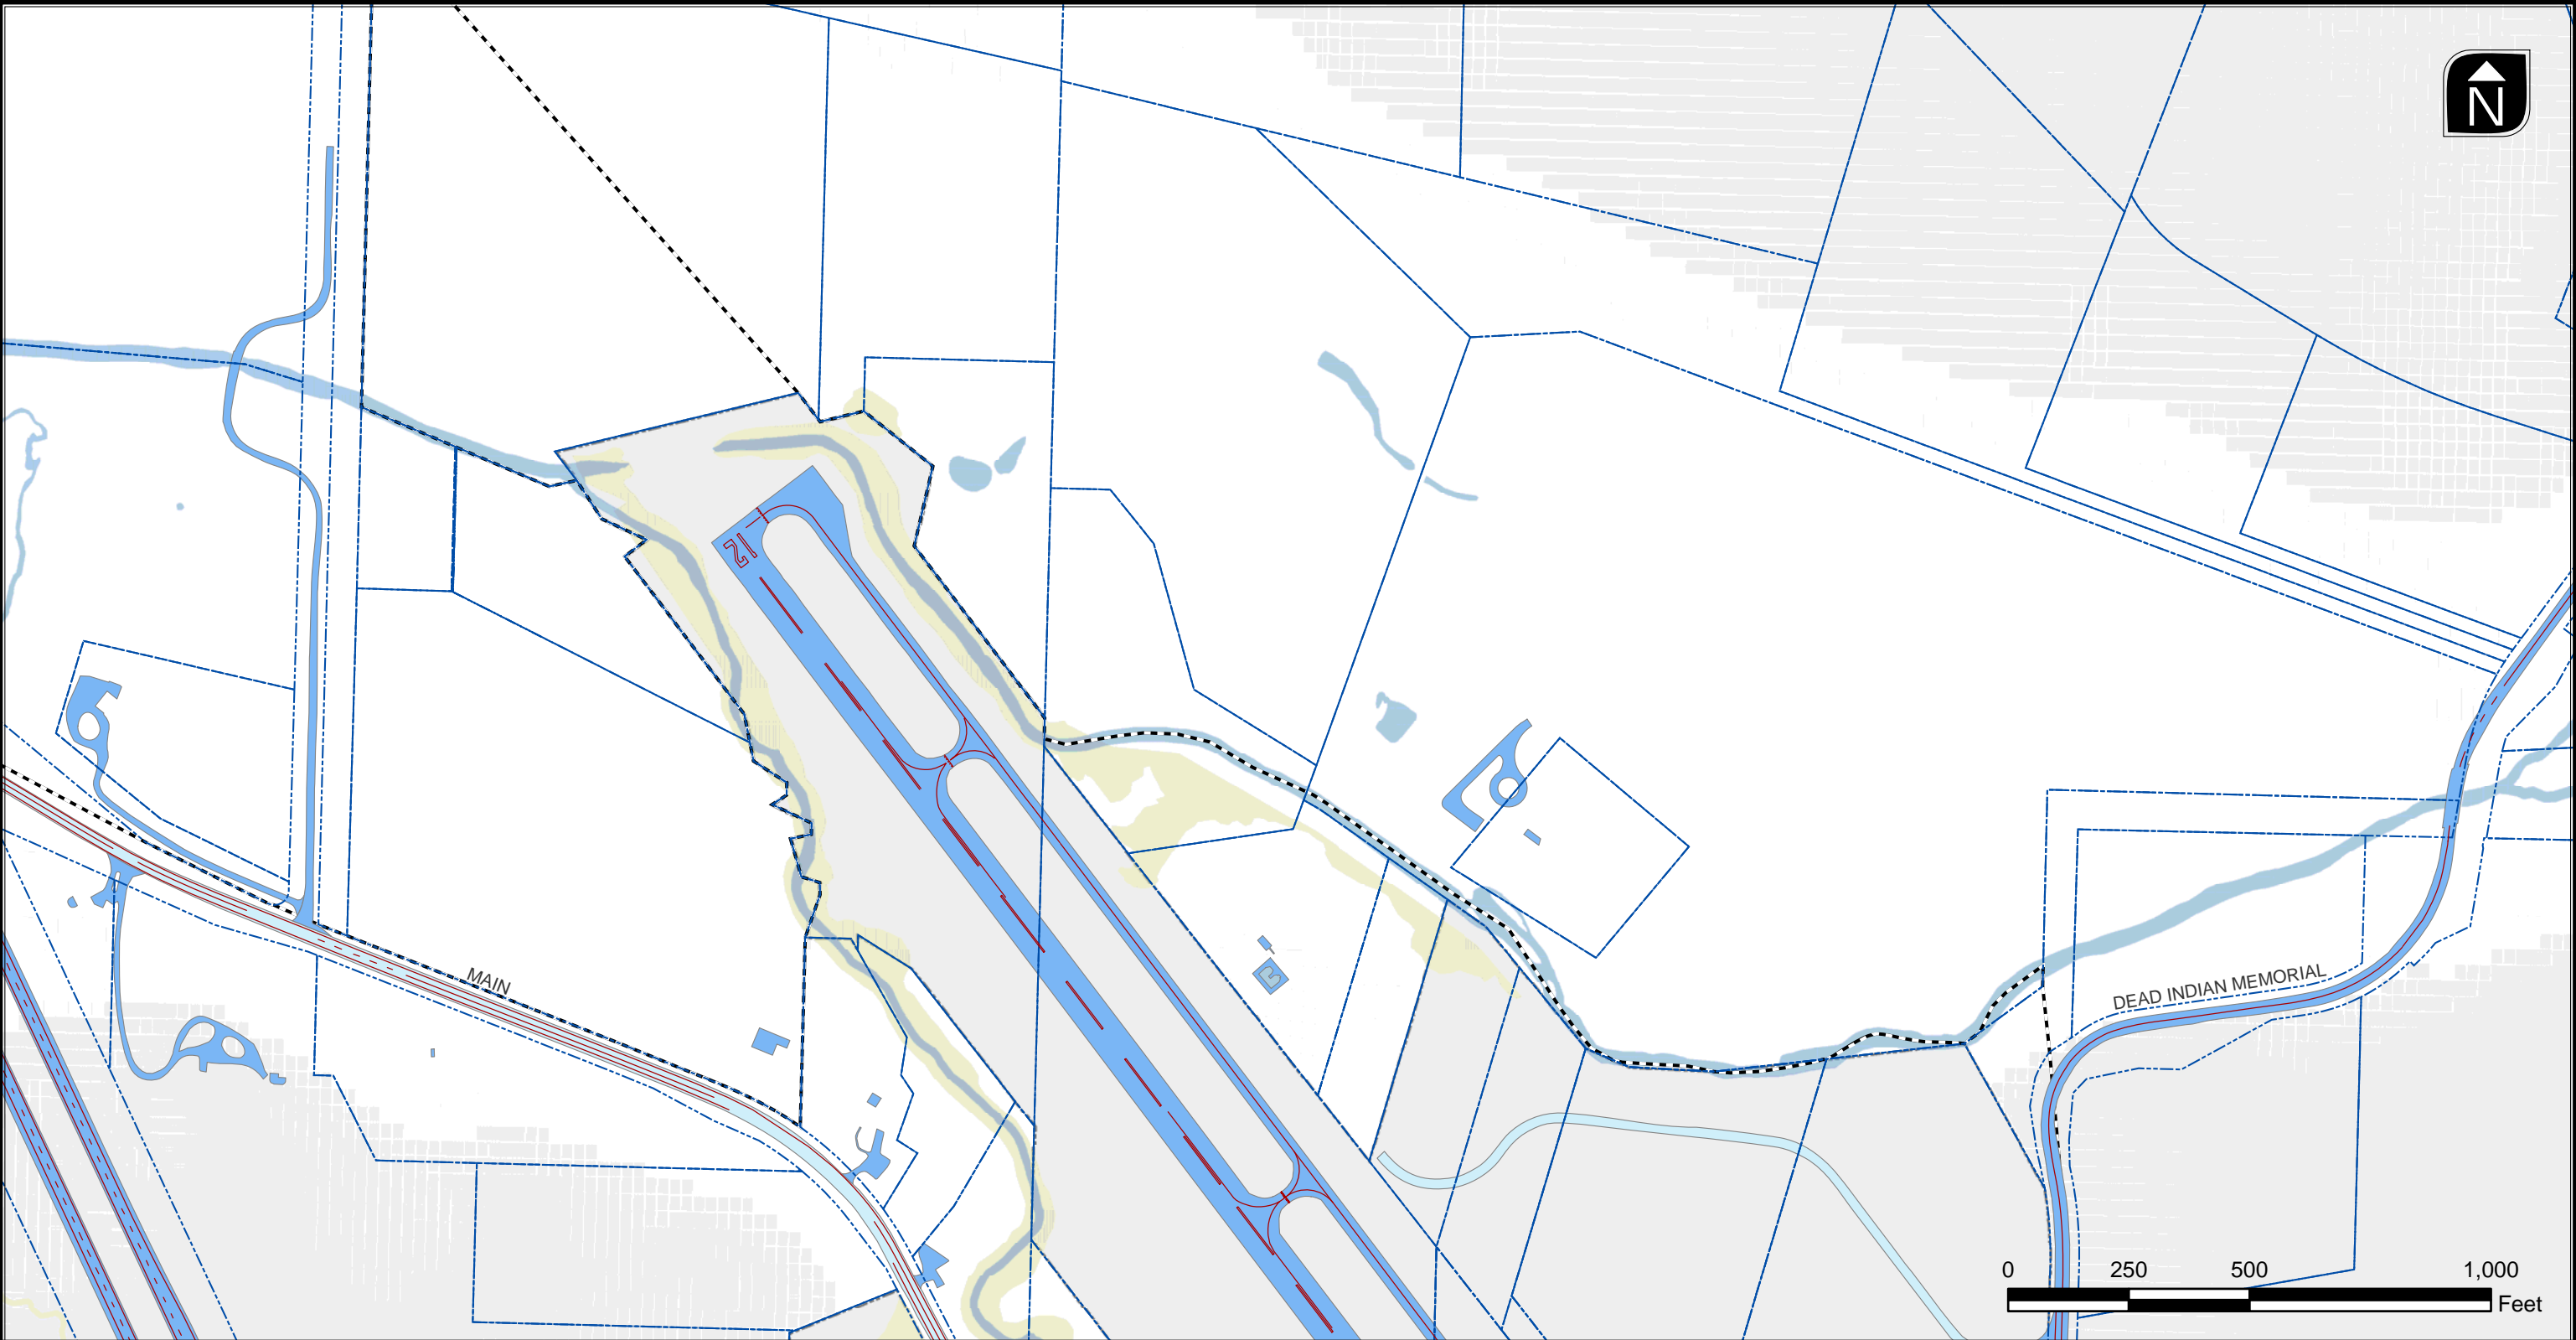 N
12
MAIN
DEAD INDIAN MEMORIAL
0 250 500 1,000
Feet